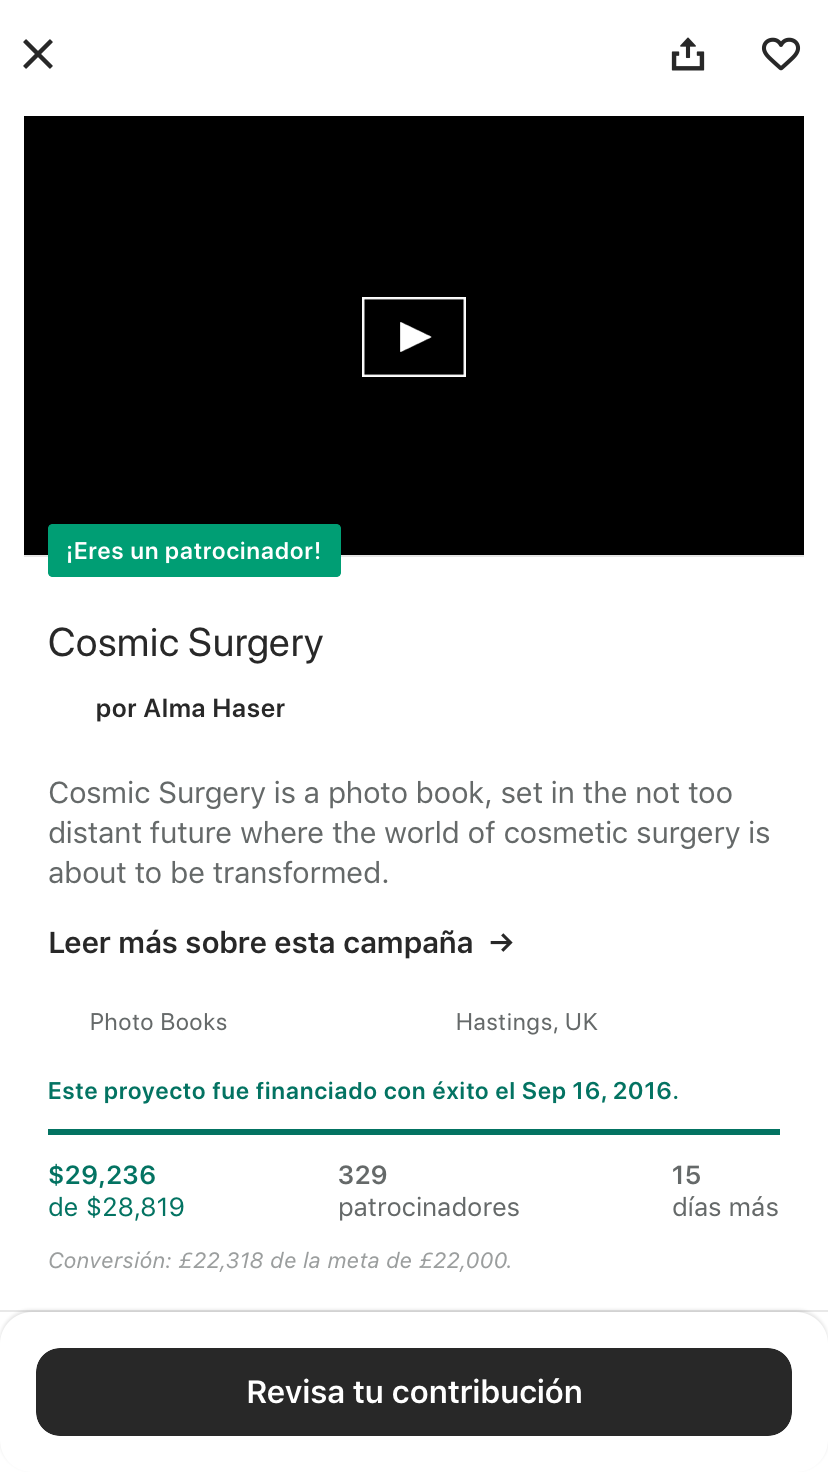 ¡Eres un patrocinador!
Cosmic Surgery
por Alma Haser
Cosmic Surgery is a photo book, set in the not too
distant future where the world of cosmetic surgery is
about to be transformed.
Leer más sobre esta campaña →
Photo Books
Hastings, UK
Este proyecto fue financiado con éxito el Sep 16, 2016.
$29,236
de $28,819
329
patrocinadores
15
días más
Conversión: £22,318 de la meta de £22,000.
Revisa tu contribución